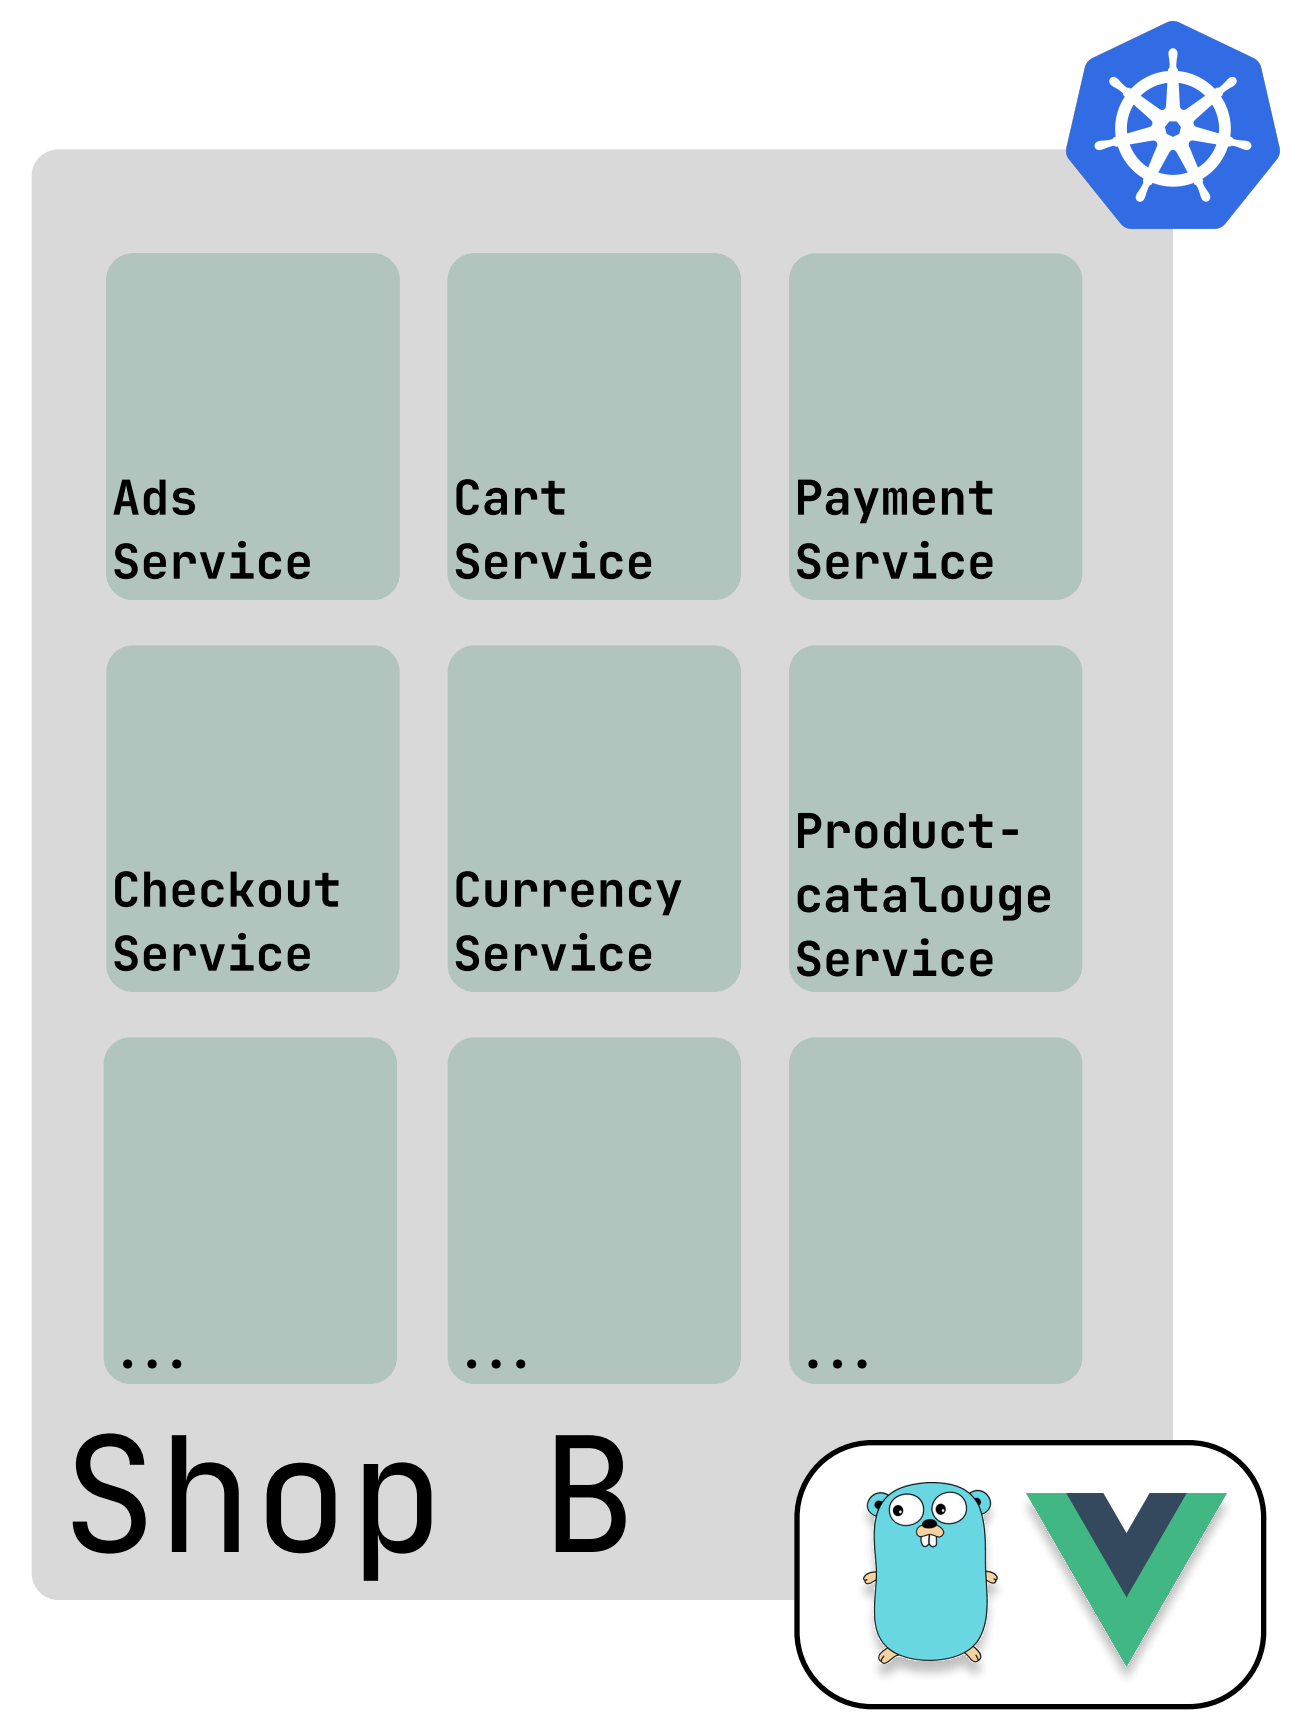 Ads
Service
Cart
Service
Payment
Service
Checkout
Service
Currency
Service
Product-
catalouge
Service
...
...
...
Shop B